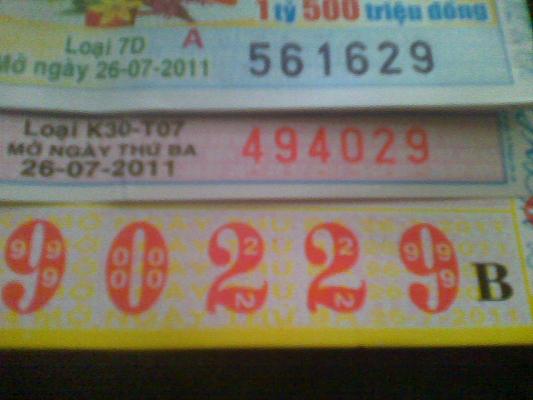 1 tỷ 500 triệu đồng
Loại 7D A
Mở ngày 26-07-2011
561629
Loại K30-T07
MỞ NGÀY THỨ BA
26-07-2011
494029
90229 B